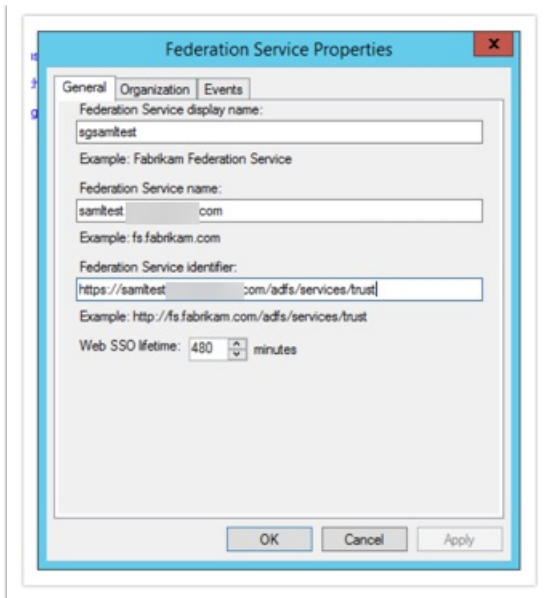 Federation Service Properties
x
General Organization Events
Federation Service display name:
sgsamltest
Example: Fabrikam Federation Service
Federation Service name:
samltest com
Example: fs.fabrikam.com
Federation Service identifier:
https://samltest com/adfs/services/trust
Example: http://fs.fabrikam.com/adfs/services/trust
Web SSO lifetime: 480 minutes
OK Cancel Apply